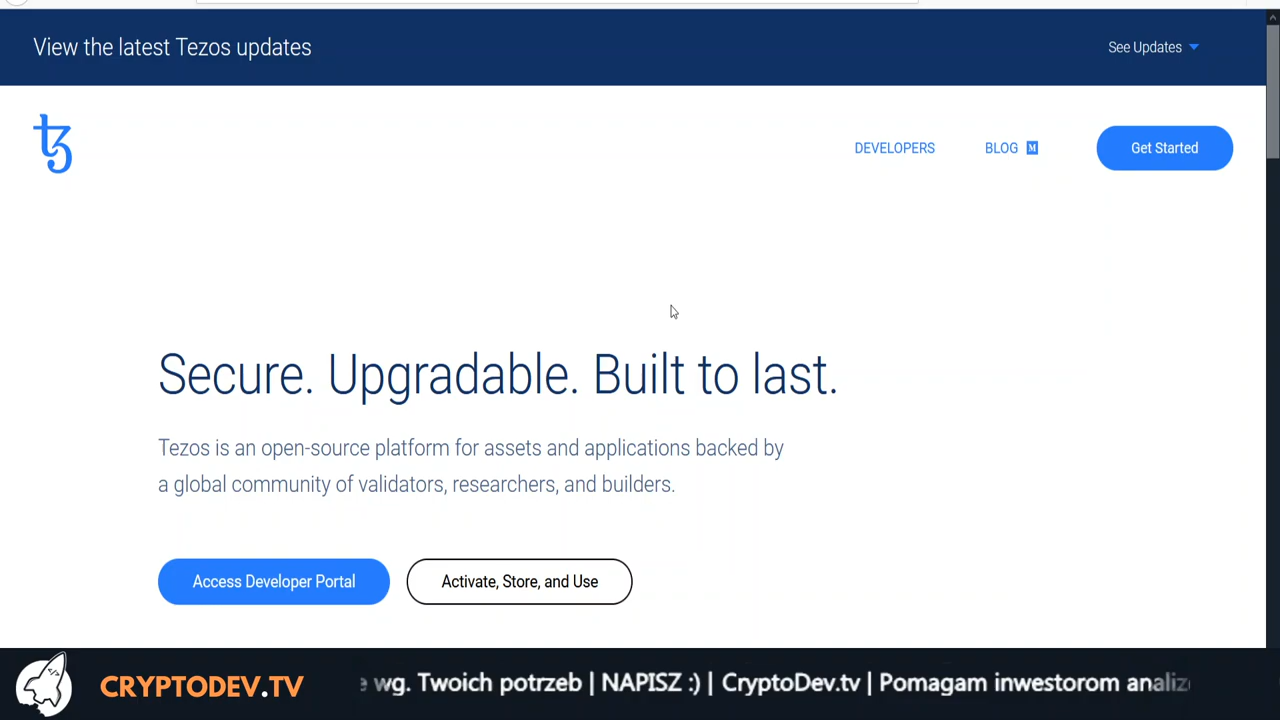 View the latest Tezos updates
See Updates
DEVELOPERS
BLOG
M
Get Started
Secure. Upgradable. Built to last.
Tezos is an open-source platform for assets and applications backed by
a global community of validators, researchers, and builders.
Access Developer Portal
Activate, Store, and Use
CRYPTODEV.TV
wg. Twoich potrzeb | NAPISZ :) | CryptoDev.tv | Pomagam inwestorom